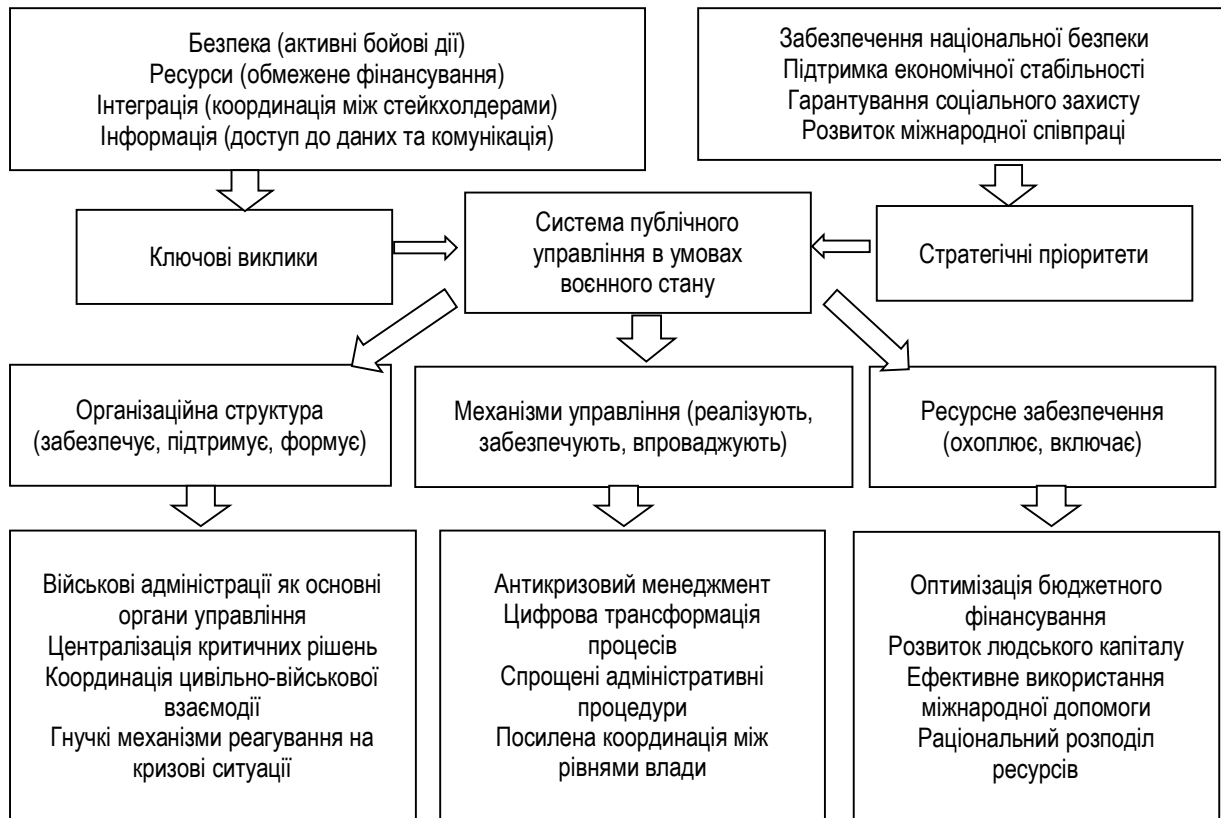 Безпека (активні бойові дії)
Ресурси (обмежене фінансування)
Інтеграція (координація між стейкхолдерами)
Інформація (доступ до даних та комунікація)
Забезпечення національної безпеки
Підтримка економічної стабільності
Гарантування соціального захисту
Розвиток міжнародної співпраці
Ключові виклики
Система публічного
управління в умовах
воєнного стану
Стратегічні пріоритети
Організаційна структура
(забезпечує, підтримує, формує)
Механізми управління (реалізують,
забезпечують, впроваджують)
Ресурсне забезпечення
(охоплює, включає)
Військові адміністрації як основні
органи управління
Централізація критичних рішень
Координація цивільно-військової
взаємодії
Гнучкі механізми реагування на
кризові ситуації
Антикризовий менеджмент
Цифрова трансформація
процесів
Спрощені адміністративні
процедури
Посилена координація між
рівнями влади
Оптимізація бюджетного
фінансування
Розвиток людського капіталу
Ефективне використання
міжнародної допомоги
Раціональний розподіл
ресурсів